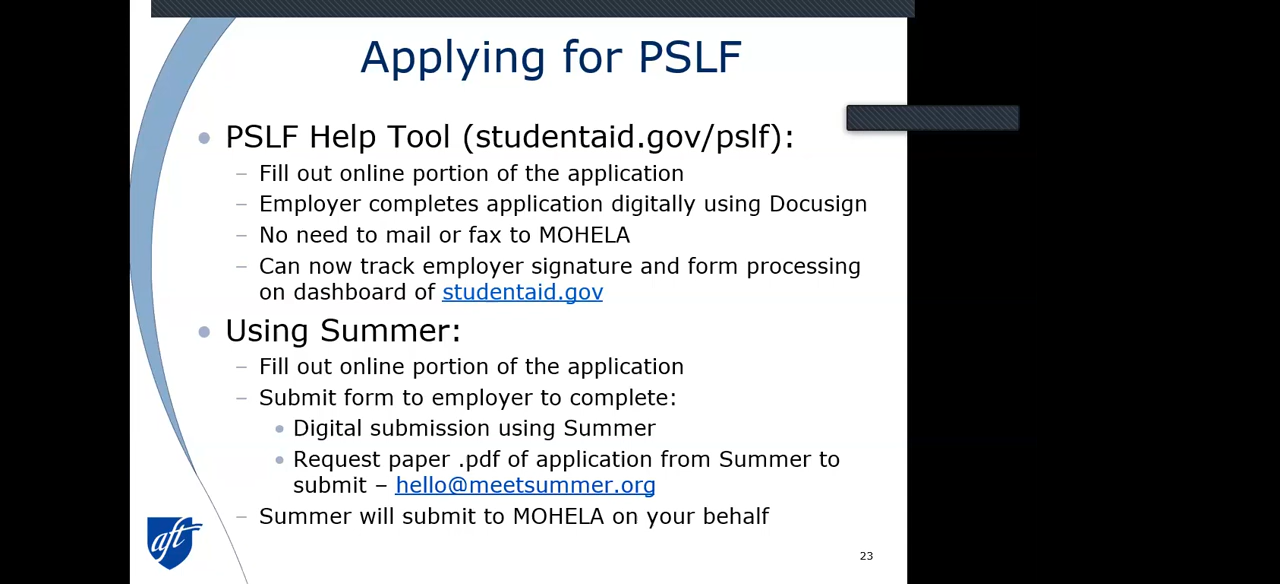 Applying for PSLF
• PSLF Help Tool (studentaid.gov/pslf):
– Fill out online portion of the application
– Employer completes application digitally using Docusign
– No need to mail or fax to MOHELA
– Can now track employer signature and form processing
on dashboard of studentaid.gov
• Using Summer:
– Fill out online portion of the application
– Submit form to employer to complete:
• Digital submission using Summer
• Request paper .pdf of application from Summer to
submit – hello@meetsummer.org
– Summer will submit to MOHELA on your behalf
aft
23